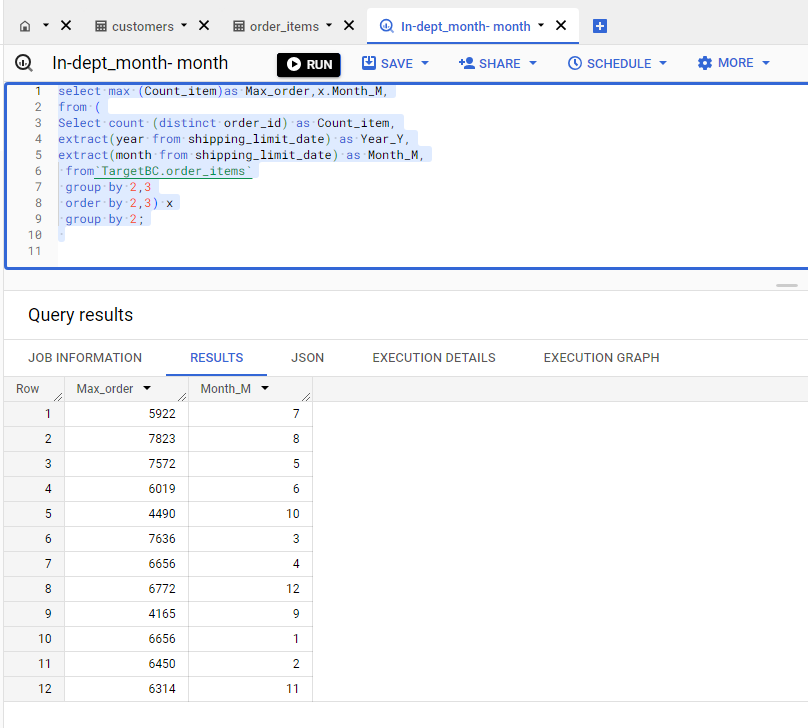 customers order_items In-dept_month- month
In-dept_month- month RUN SAVE SHARE SCHEDULE MORE
1 select max (Count_item)as Max_order,x.Month_M,
2 from (
3 Select count (distinct order_id) as Count_item,
4 extract(year from shipping_limit_date) as Year_Y,
5 extract(month from shipping_limit_date) as Month_M,
6 from`TargetBC.order_items`
7 group by 2,3
8 order by 2,3) x
9 group by 2;
10
11
Query results
JOB INFORMATION RESULTS JSON EXECUTION DETAILS EXECUTION GRAPH
Row Max_order Month_M
1 5922 7
2 7823 8
3 7572 5
4 6019 6
5 4490 10
6 7636 3
7 6656 4
8 6772 12
9 4165 9
10 6656 1
11 6450 2
12 6314 11